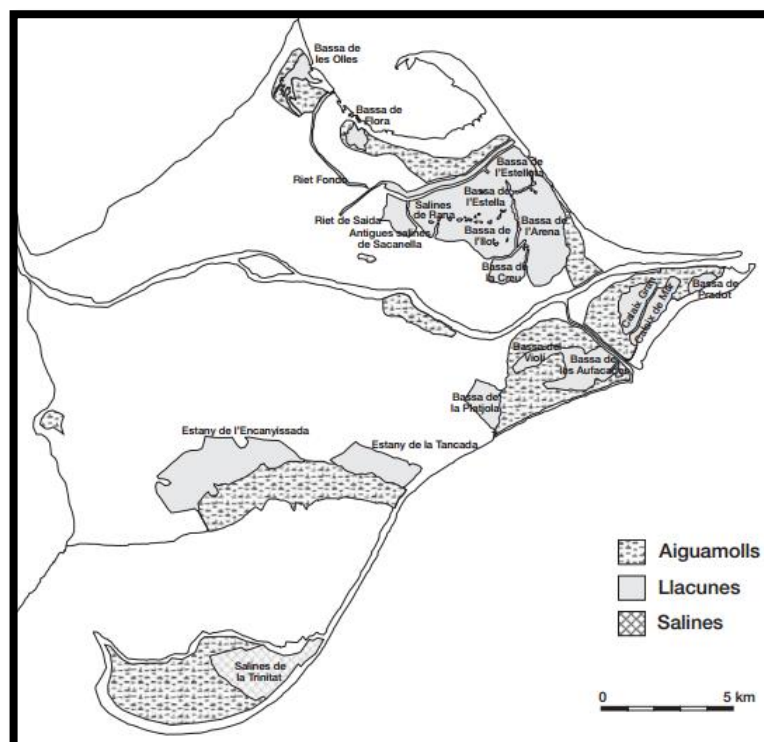 Bassa de
les Olles
Bassa de
Flora
Riet Fondo
Bassa de
l'Estelleta
Bassa de
l'Estella
Salines
de Rana
Riet de Saida
Antigues salines
de Sacanella
Bassa de
l'Illot
Bassa de
l'Arena
Bassa de
la Creu
Calaix Gran
Calaix de Mar
Bassa de
Pradot
Bassa del
Violí
Bassa de
les Aufacades
Bassa de
la Platjola
Estany de l'Encanyissada
Estany de la Tancada
Salines de
la Trinitat
Aiguamolls
Llacunes
Salines
0 5 km